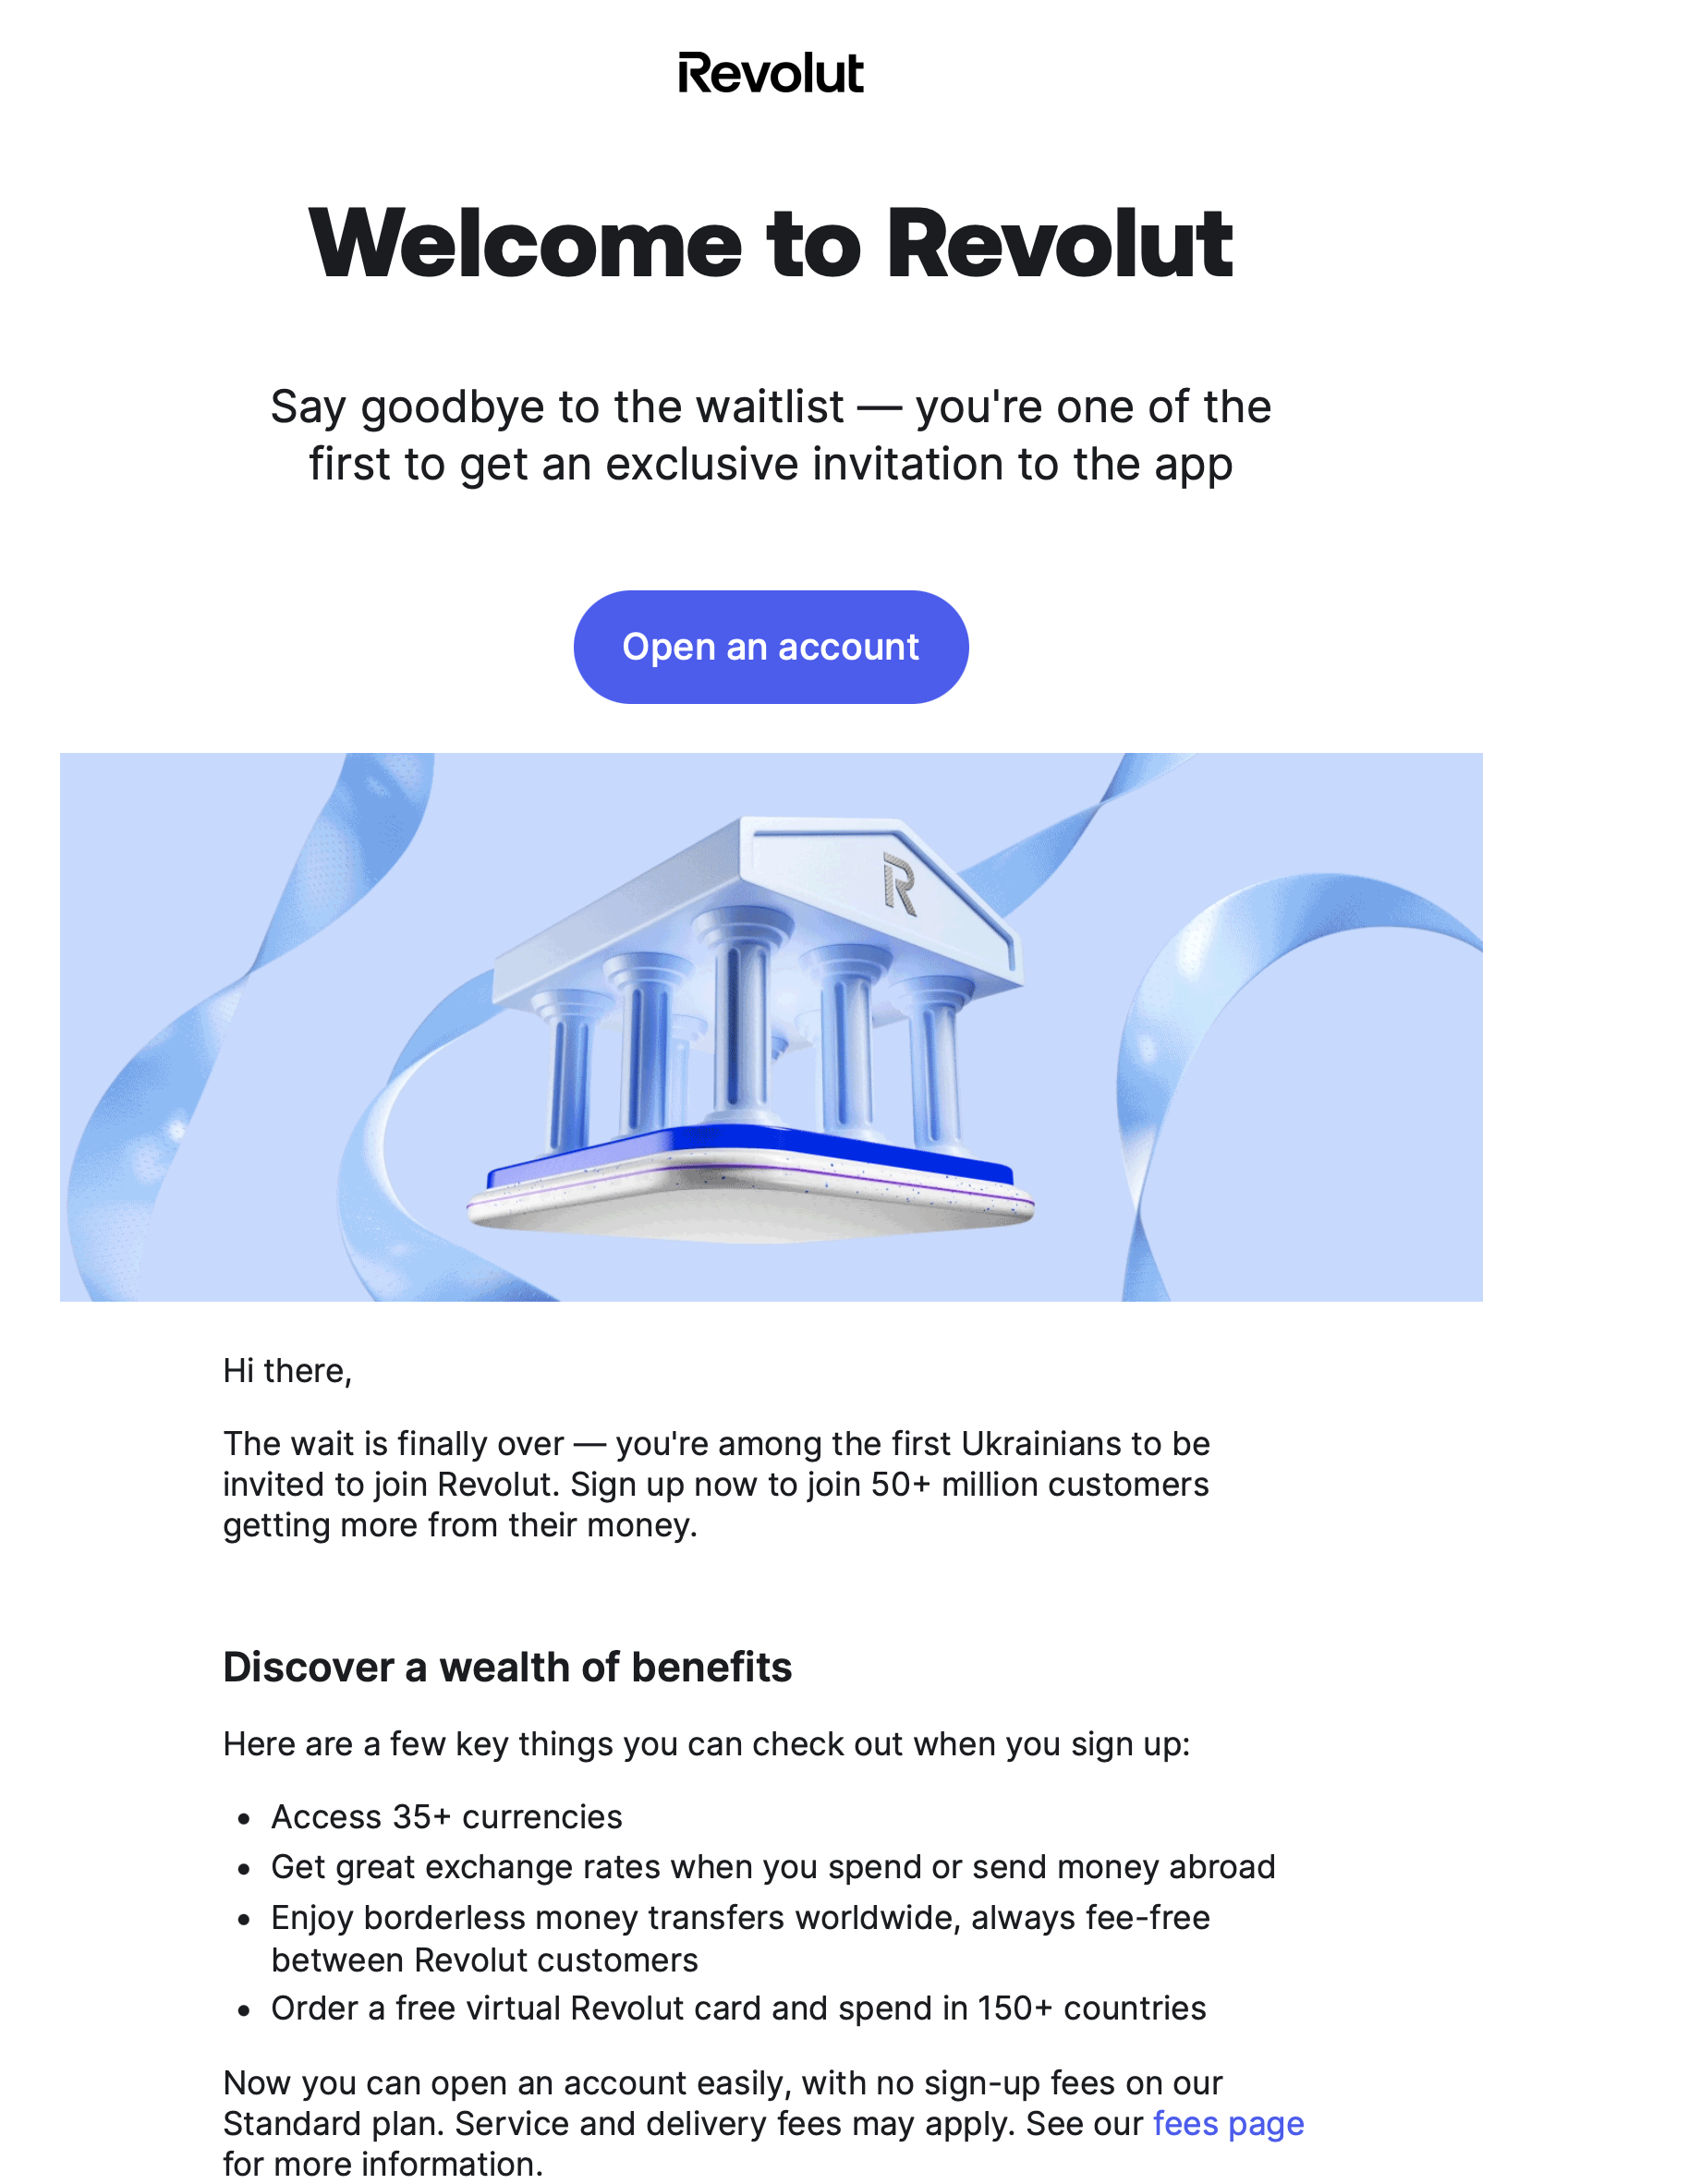 Revolut
Welcome to Revolut
Say goodbye to the waitlist — you're one of the
first to get an exclusive invitation to the app
Open an account
R
Hi there,
The wait is finally over — you're among the first Ukrainians to be
invited to join Revolut. Sign up now to join 50+ million customers
getting more from their money.
Discover a wealth of benefits
Here are a few key things you can check out when you sign up:
• Access 35+ currencies
• Get great exchange rates when you spend or send money abroad
• Enjoy borderless money transfers worldwide, always fee-free
between Revolut customers
• Order a free virtual Revolut card and spend in 150+ countries
Now you can open an account easily, with no sign-up fees on our
Standard plan. Service and delivery fees may apply. See our fees page
for more information.